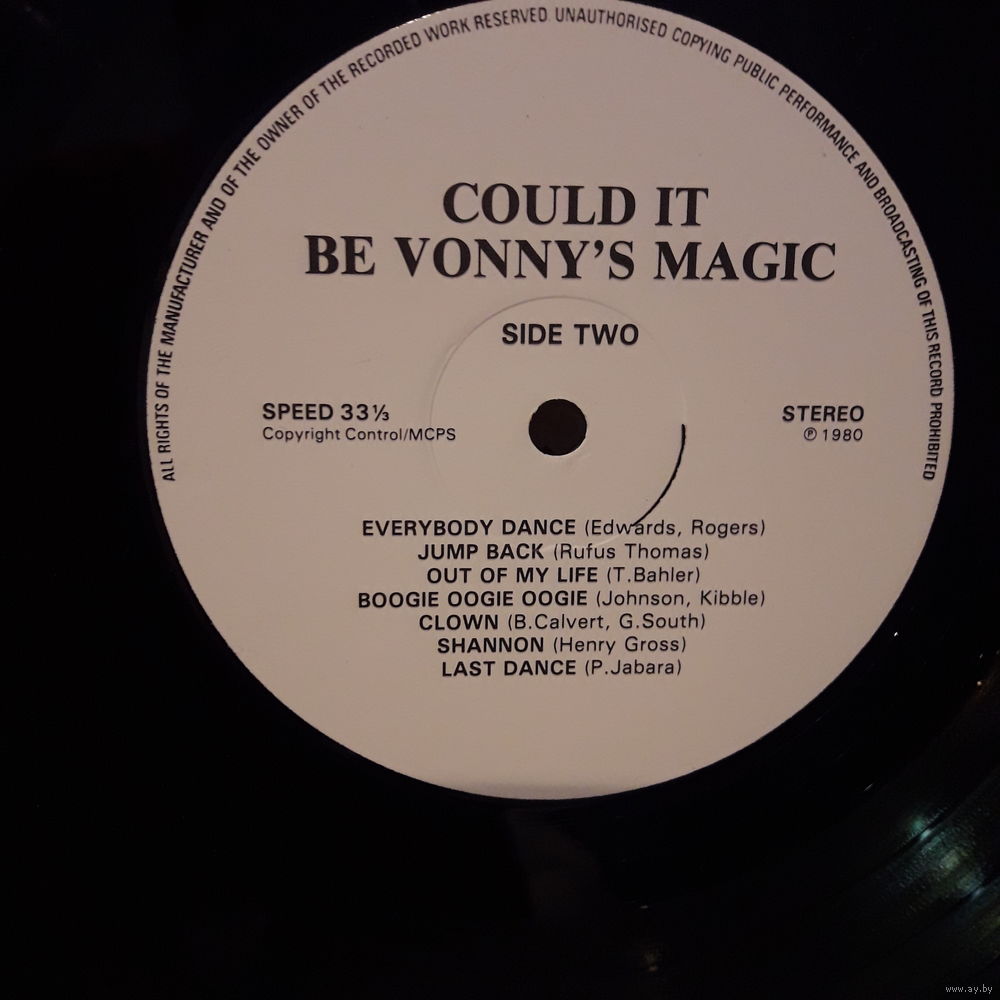 ALL RIGHTS OF THE MANUFACTURER AND OF THE OWNER OF THE RECORDED WORK RESERVED. UNAUTHORISED COPYING PUBLIC PERFORMANCE AND BROADCASTING OF THIS RECORD PROHIBITED
COULD IT
BE VONNY'S MAGIC
SIDE TWO
SPEED 33⅓
Copyright Control/MCPS
STEREO
℗ 1980
EVERYBODY DANCE (Edwards, Rogers)
JUMP BACK (Rufus Thomas)
OUT OF MY LIFE (T.Bahler)
BOOGIE OOGIE OOGIE (Johnson, Kibble)
CLOWN (B.Calvert, G.South)
SHANNON (Henry Gross)
LAST DANCE (P.Jabara)
www.ay.by